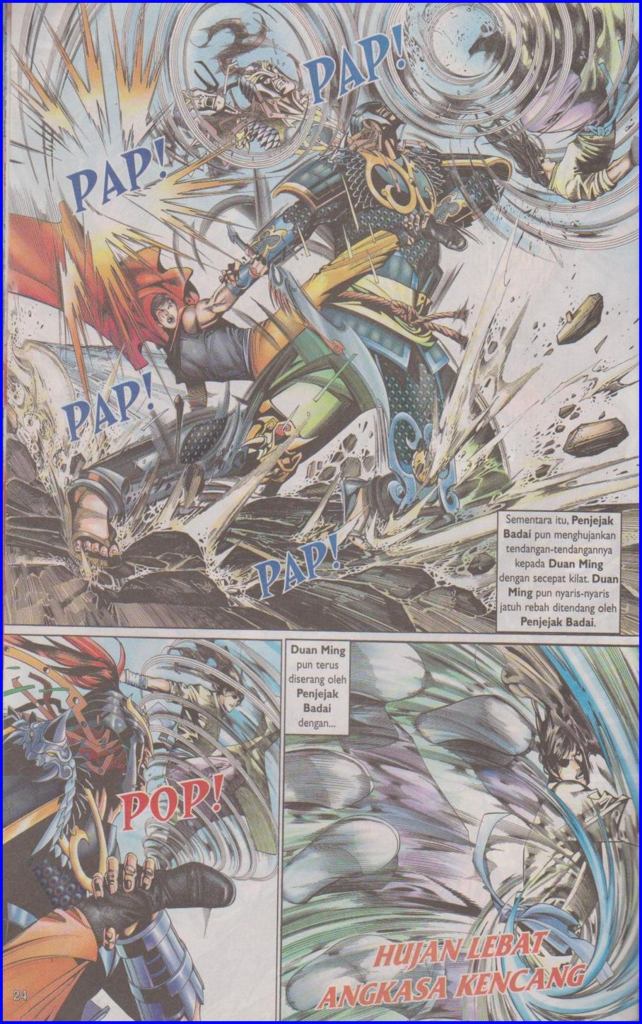 PAP!
PAP!
PAP!
PAP!
Sementara itu, Penjejak
Badai pun menghujankan
tendangan-tendangannya
kepada Duan Ming
dengan secepat kilat. Duan
Ming pun nyaris-nyaris
jatuh rebah ditendang oleh
Penjejak Badai.
POP!
Duan Ming
pun terus
diserang oleh
Penjejak
Badai
dengan...
HUJAN LEBAT
ANGKASA KENCANG
24